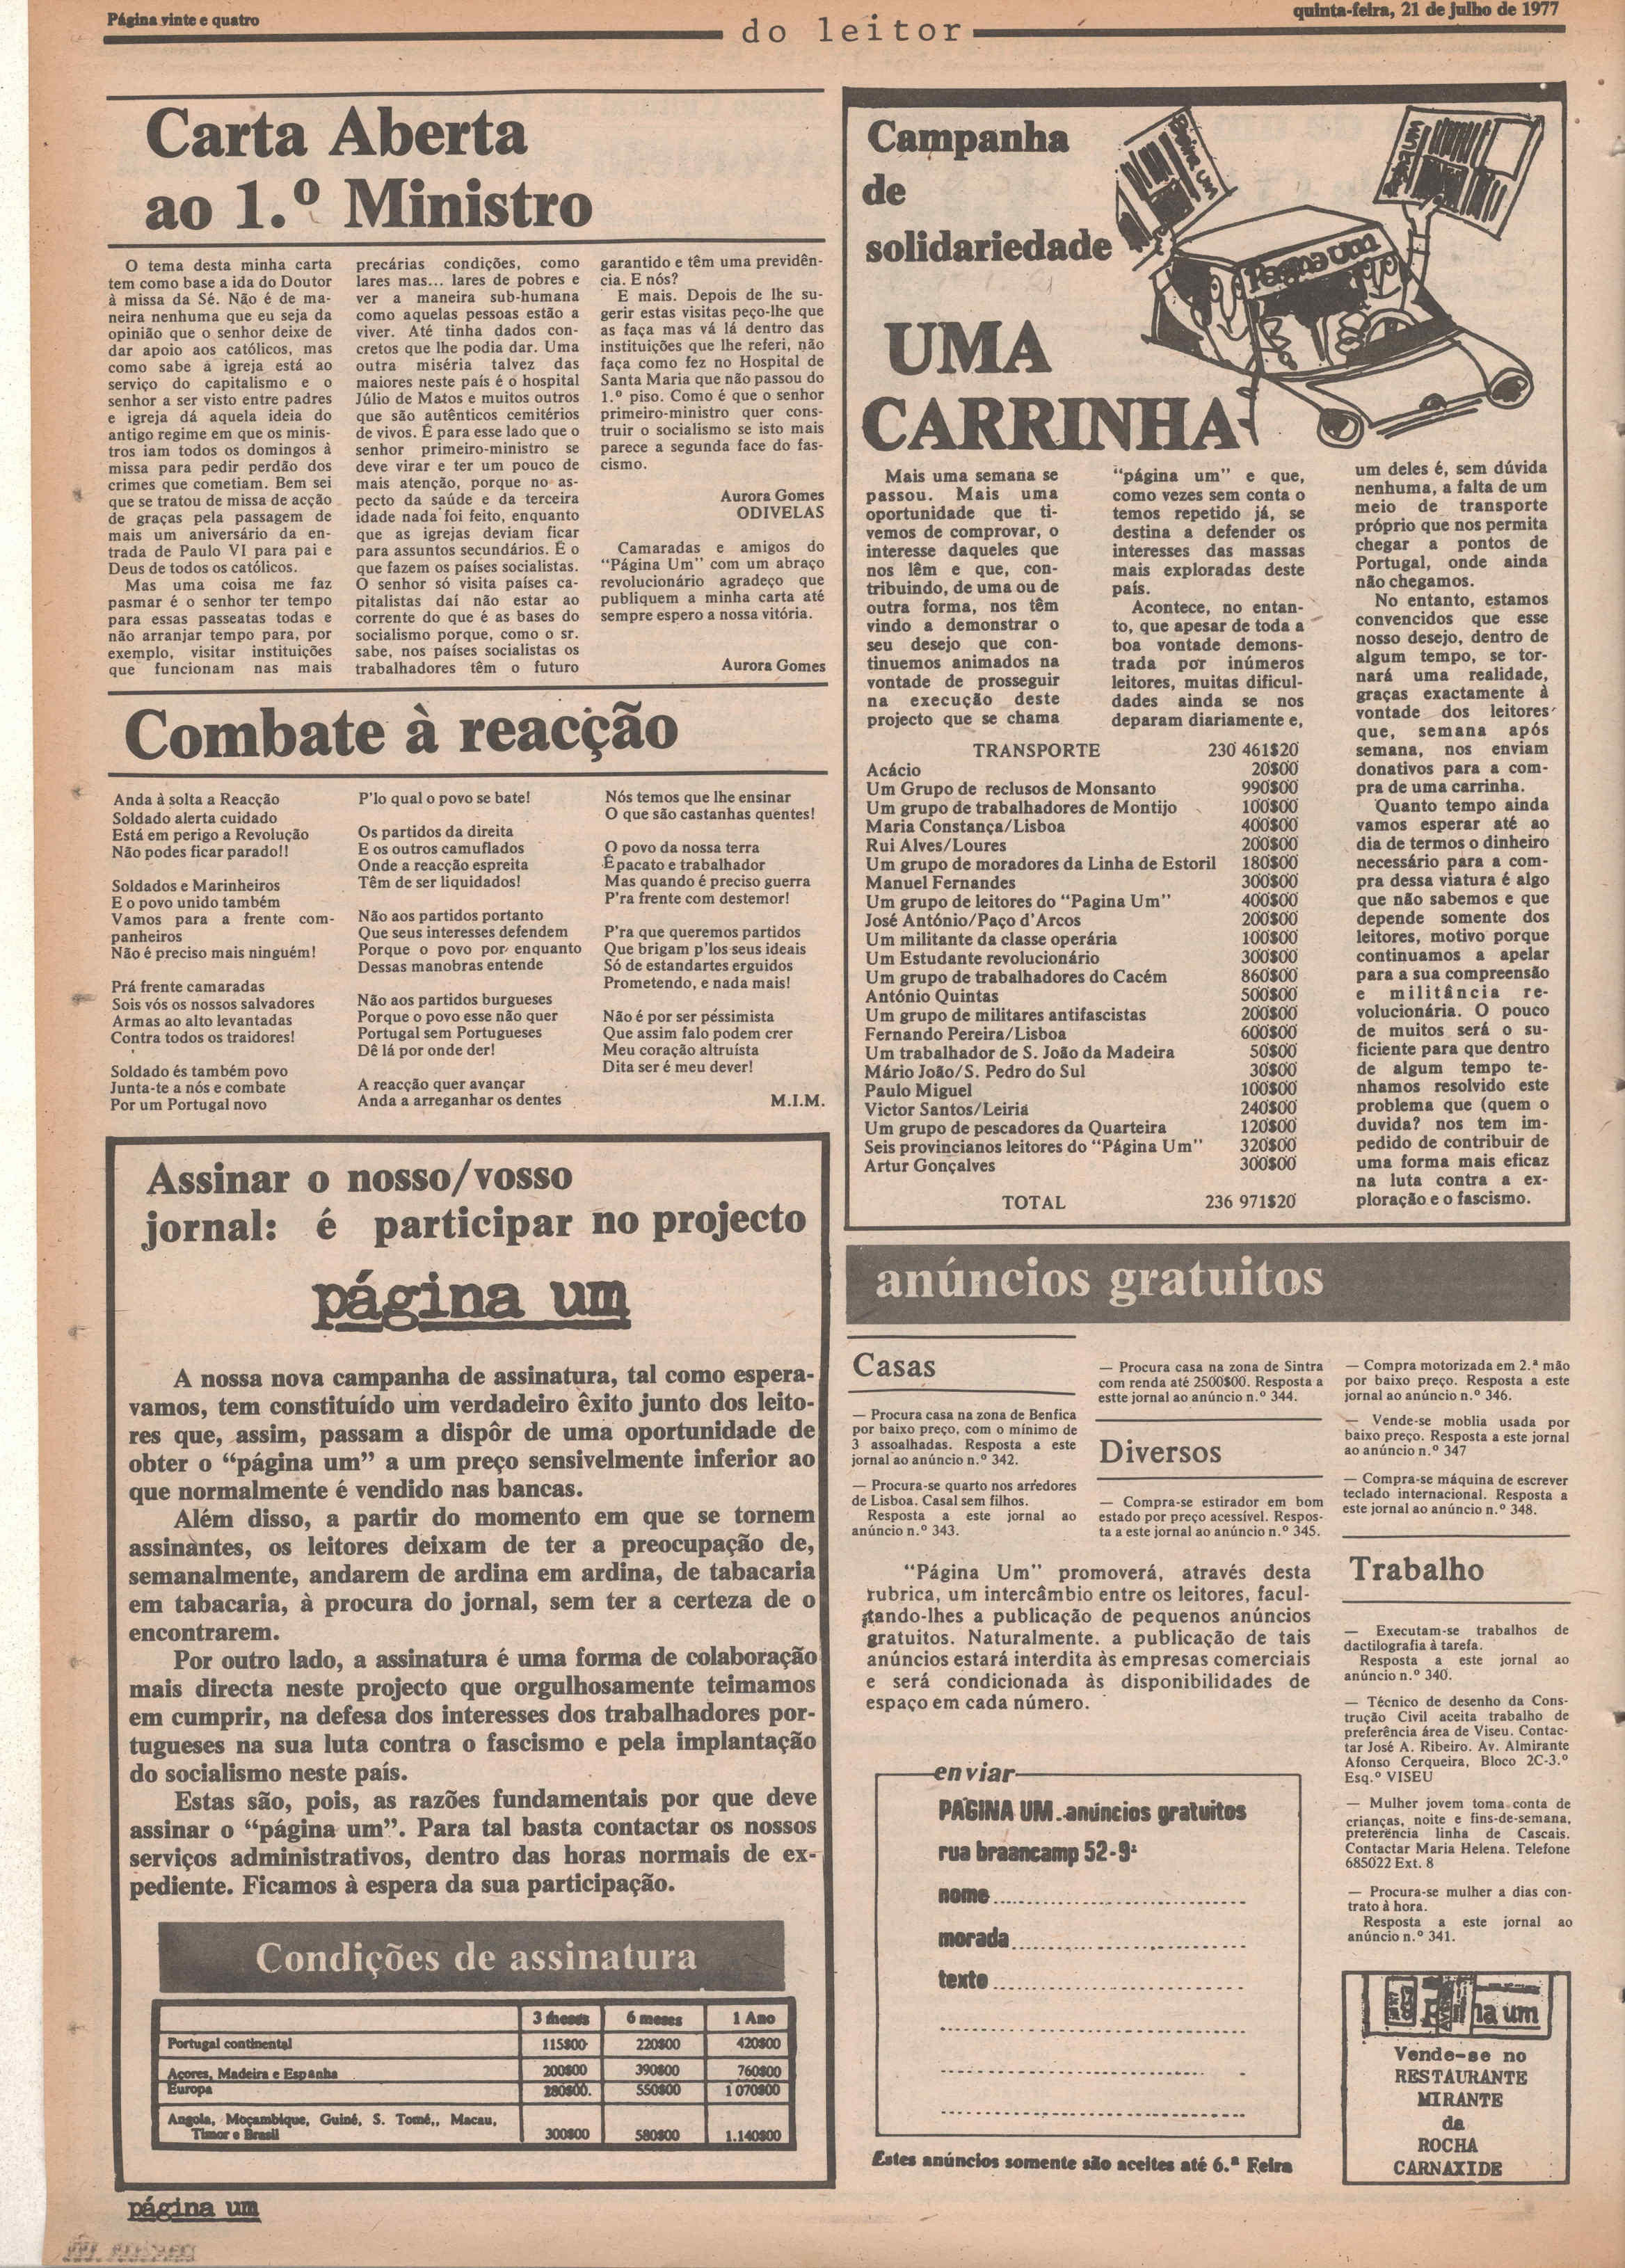 Página vinte e quatro
do leitor
quinta-feira, 21 de julho de 1977
Carta Aberta
ao 1.º Ministro
O tema desta minha carta
tem como base a ida do Doutor
à missa da Sé. Não é de ma-
neira nenhuma que eu seja da
opinião que o senhor deixe de
dar apoio aos católicos, mas
como sabe a igreja está ao
serviço do capitalismo e o
senhor a ser visto entre padres
e igreja dá aquela ideia do
antigo regime em que os minis-
tros iam todos os domingos à
missa para pedir perdão dos
crimes que cometiam. Bem sei
que se tratou de missa de acção
de graças pela passagem de
mais um aniversário da en-
trada de Paulo VI para pai e
Deus de todos os católicos.
Mas uma coisa me faz
pasmar é o senhor ter tempo
para essas passeatas todas e
não arranjar tempo para, por
exemplo, visitar instituições
que funcionam nas mais
precárias condições, como
lares mas... lares de pobres e
ver a maneira sub-humana
como aquelas pessoas estão a
viver. Até tinha dados con-
cretos que lhe podia dar. Uma
outra miséria talvez das
maiores neste país é o hospital
Júlio de Matos e muitos outros
que são autênticos cemitérios
de vivos. É para esse lado que o
senhor primeiro-ministro se
deve virar e ter um pouco de
mais atenção, porque no as-
pecto da saúde e da terceira
idade nada foi feito, enquanto
que as igrejas deviam ficar
para assuntos secundários. É o
que fazem os países socialistas.
O senhor só visita países ca-
pitalistas daí não estar ao
corrente do que é as bases do
socialismo porque, como o sr.
sabe, nos países socialistas os
trabalhadores têm o futuro
garantido e têm uma previdên-
cia. E nós?
E mais. Depois de lhe su-
gerir estas visitas peço-lhe que
as faça mas vá lá dentro das
instituições que lhe referi, não
faça como fez no Hospital de
Santa Maria que não passou do
1.º piso. Como é que o senhor
primeiro-ministro quer cons-
truir o socialismo se isto mais
parece a segunda face do fas-
cismo.
Aurora Gomes
ODIVELAS
Camaradas e amigos do
"Página Um" com um abraço
revolucionário agradeço que
publiquem a minha carta até
sempre espero a nossa vitória.
Aurora Gomes
Combate à reacção
Anda à solta a Reacção
Soldado alerta cuidado
Está em perigo a Revolução
Não podes ficar parado!!
Soldados e Marinheiros
E o povo unido também
Vamos para a frente com-
panheiros
Não é preciso mais ninguém!
Prá frente camaradas
Sois vós os nossos salvadores
Armas ao alto levantadas
Contra todos os traidores!
Soldado és também povo
Junta-te a nós e combate
Por um Portugal novo
P'lo qual o povo se bate!
Os partidos da direita
E os outros camuflados
Onde a reacção espreita
Têm de ser liquidados!
Não aos partidos portanto
Que seus interesses defendem
Porque o povo por enquanto
Dessas manobras entende
Não aos partidos burgueses
Porque o povo esse não quer
Portugal sem Portugueses
Dê lá por onde der!
A reacção quer avançar
Anda a arreganhar os dentes
Nós temos que lhe ensinar
O que são castanhas quentes!
O povo da nossa terra
É pacato e trabalhador
Mas quando é preciso guerra
P'ra frente com destemor!
P'ra que queremos partidos
Que brigam p'los seus ideais
Só de estandartes erguidos
Prometendo, e nada mais!
Não é por ser péssimista
Que assim falo podem crer
Meu coração altruísta
Dita ser é meu dever!
M.I.M.
Assinar o nosso/vosso
jornal: é participar no projecto
página um
A nossa nova campanha de assinatura, tal como espera-
vamos, tem constituído um verdadeiro êxito junto dos leito-
res que, assim, passam a dispôr de uma oportunidade de
obter o "página um" a um preço sensivelmente inferior ao
que normalmente é vendido nas bancas.
Além disso, a partir do momento em que se tornem
assinantes, os leitores deixam de ter a preocupação de,
semanalmente, andarem de ardina em ardina, de tabacaria
em tabacaria, à procura do jornal, sem ter a certeza de o
encontrarem.
Por outro lado, a assinatura é uma forma de colaboração
mais directa neste projecto que orgulhosamente teimamos
em cumprir, na defesa dos interesses dos trabalhadores por-
tugueses na sua luta contra o fascismo e pela implantação
do socialismo neste país.
Estas são, pois, as razões fundamentais por que deve
assinar o "página um". Para tal basta contactar os nossos
serviços administrativos, dentro das horas normais de ex-
pediente. Ficamos à espera da sua participação.
Condições de assinatura
3 meses 6 meses 1 Ano
Portugal continental 115$00 220$00 420$00
Açores, Madeira e Espanha 200$00 390$00 760$00
Europa 280$00. 550$00 1 070$00
Angola, Moçambique, Guiné, S. Tomé,, Macau,
Timor e Brasil 300$00 580$00 1.140$00
página um
Campanha
de
solidariedade
UMA
CARRINHA
Página um
página um
Mais uma semana se
passou. Mais uma
oportunidade que ti-
vemos de comprovar, o
interesse daqueles que
nos lêm e que, con-
tribuindo, de uma ou de
outra forma, nos têm
vindo a demonstrar o
seu desejo que con-
tinuemos animados na
vontade de prosseguir
na execução deste
projecto que se chama
"página um" e que,
como vezes sem conta o
temos repetido já, se
destina a defender os
interesses das massas
mais exploradas deste
país.
Acontece, no entan-
to, que apesar de toda a
boa vontade demons-
trada por inúmeros
leitores, muitas dificul-
dades ainda se nos
deparam diariamente e,
um deles é, sem dúvida
nenhuma, a falta de um
meio de transporte
próprio que nos permita
chegar a pontos de
Portugal, onde ainda
não chegamos.
No entanto, estamos
convencidos que esse
nosso desejo, dentro de
algum tempo, se tor-
nará uma realidade,
graças exactamente à
vontade dos leitores
que, semana após
semana, nos enviam
donativos para a com-
pra de uma carrinha.
Quanto tempo ainda
vamos esperar até ao
dia de termos o dinheiro
necessário para a com-
pra dessa viatura é algo
que não sabemos e que
depende somente dos
leitores, motivo porque
continuamos a apelar
para a sua compreensão
e militância re-
volucionária. O pouco
de muitos será o su-
ficiente para que dentro
de algum tempo te-
nhamos resolvido este
problema que (quem o
duvida? nos tem im-
pedido de contribuir de
uma forma mais eficaz
na luta contra a ex-
ploração e o fascismo.
TRANSPORTE 230 461$20
Acácio 20$00
Um Grupo de reclusos de Monsanto 990$00
Um grupo de trabalhadores de Montijo 100$00
Maria Constança/Lisboa 400$00
Rui Alves/Loures 200$00
Um grupo de moradores da Linha de Estoril 180$00
Manuel Fernandes 300$00
Um grupo de leitores do "Pagina Um" 400$00
José António/Paço d'Arcos 200$00
Um militante da classe operária 100$00
Um Estudante revolucionário 300$00
Um grupo de trabalhadores do Cacém 860$00
António Quintas 500$00
Um grupo de militares antifascistas 200$00
Fernando Pereira/Lisboa 600$00
Um trabalhador de S. João da Madeira 50$00
Mário João/S. Pedro do Sul 30$00
Paulo Miguel 100$00
Victor Santos/Leiria 240$00
Um grupo de pescadores da Quarteira 120$00
Seis provincianos leitores do "Página Um" 320$00
Artur Gonçalves 300$00
TOTAL 236 971$20
anúncios gratuitos
Casas
— Procura casa na zona de Benfica
por baixo preço, com o mínimo de
3 assoalhadas. Resposta a este
jornal ao anúncio n.º 342.
— Procura-se quarto nos arredores
de Lisboa. Casal sem filhos.
Resposta a este jornal ao
anúncio n.º 343.
— Procura casa na zona de Sintra
com renda até 2500$00. Resposta a
estte jornal ao anúncio n.º 344.
Diversos
— Compra-se estirador em bom
estado por preço acessível. Respos-
ta a este jornal ao anúncio n.º 345.
— Compra motorizada em 2.ª mão
por baixo preço. Resposta a este
jornal ao anúncio n.º 346.
— Vende-se moblia usada por
baixo preço. Resposta a este jornal
ao anúncio n.º 347
— Compra-se máquina de escrever
teclado internacional. Resposta a
este jornal ao anúncio n.º 348.
Trabalho
— Executam-se trabalhos de
dactilografia à tarefa.
Resposta a este jornal ao
anúncio n.º 340.
— Técnico de desenho da Cons-
trução Civil aceita trabalho de
preferência área de Viseu. Contac-
tar José A. Ribeiro. Av. Almirante
Afonso Cerqueira, Bloco 2C-3.º
Esq.º VISEU
— Mulher jovem toma conta de
crianças, noite e fins-de-semana,
preterência linha de Cascais.
Contactar Maria Helena. Telefone
685022 Ext. 8
— Procura-se mulher a dias con-
trato à hora.
Resposta a este jornal ao
anúncio n.º 341.
"Página Um" promoverá, através desta
rubrica, um intercâmbio entre os leitores, facul-
tando-lhes a publicação de pequenos anúncios
gratuitos. Naturalmente. a publicação de tais
anúncios estará interdita às empresas comerciais
e será condicionada às disponibilidades de
espaço em cada número.
enviar
PÁGINA UM. anúncios gratuitos
rua braancamp 52-9º
nome
morada
texto
Estes anúncios somente são aceites até 6.ª Feira
Vende-se no
RESTAURANTE
MIRANTE
da
ROCHA
CARNAXIDE